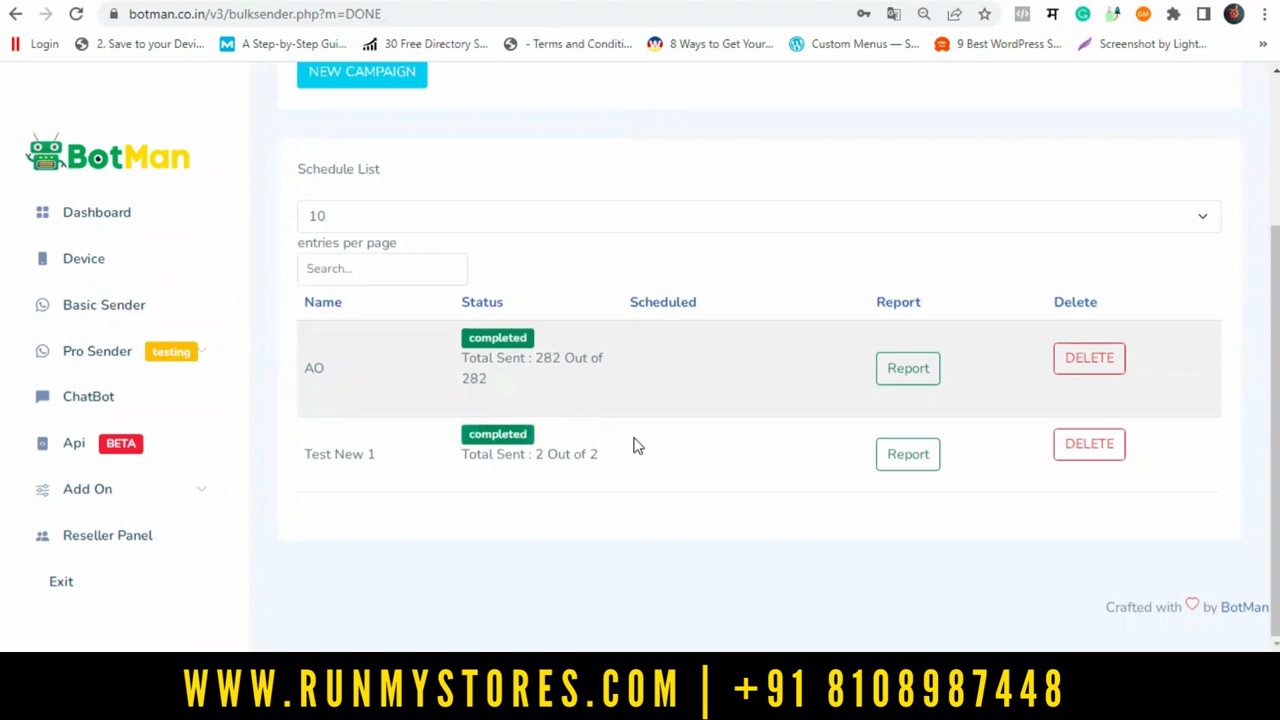 botman.co.in/v3/bulksender.php?m=DONE
Login
2. Save to your Devi...
A Step-by-Step Gui...
30 Free Directory S...
- Terms and Conditi...
8 Ways to Get Your...
Custom Menus — S...
9 Best WordPress S...
Screenshot by Light...
»
NEW CAMPAIGN
BotMan
Dashboard
Device
Basic Sender
Pro Sender testing
ChatBot
Api BETA
Add On
Reseller Panel
Exit
Schedule List
10
entries per page
Search...
Name Status Scheduled Report Delete
AO
completed
Total Sent : 282 Out of
282
Report
DELETE
Test New 1
completed
Total Sent : 2 Out of 2
Report
DELETE
Crafted with ♡ by BotMan
WWW.RUNMYSTORES.COM | +91 8108987448